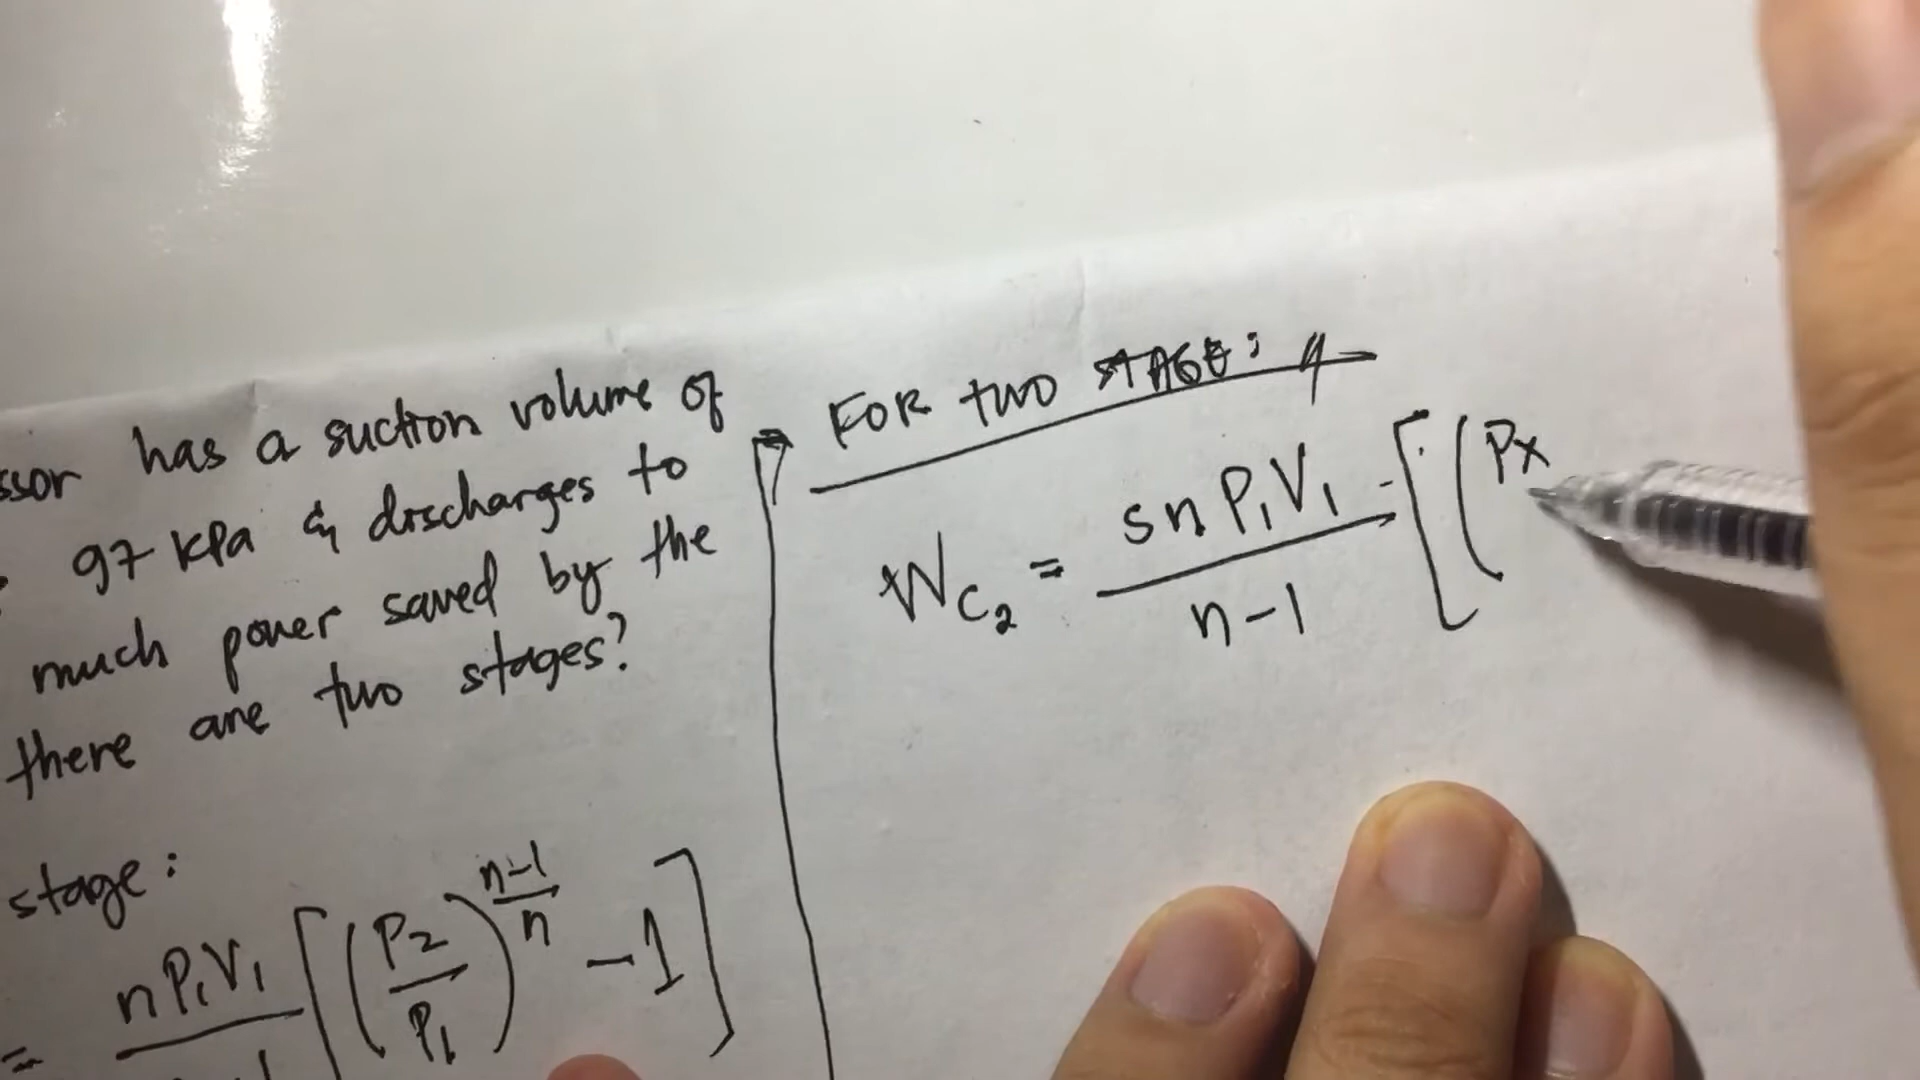 ssor has a suction volume of
97 kPa & discharges to
much power saved by the
there are two stages?
stage:
= nP₁V₁ [(P₂/P₁)^(n-1/n) - 1]
FOR TWO STAGE:
Wc₂ = snP₁V₁/n-1 [(Px